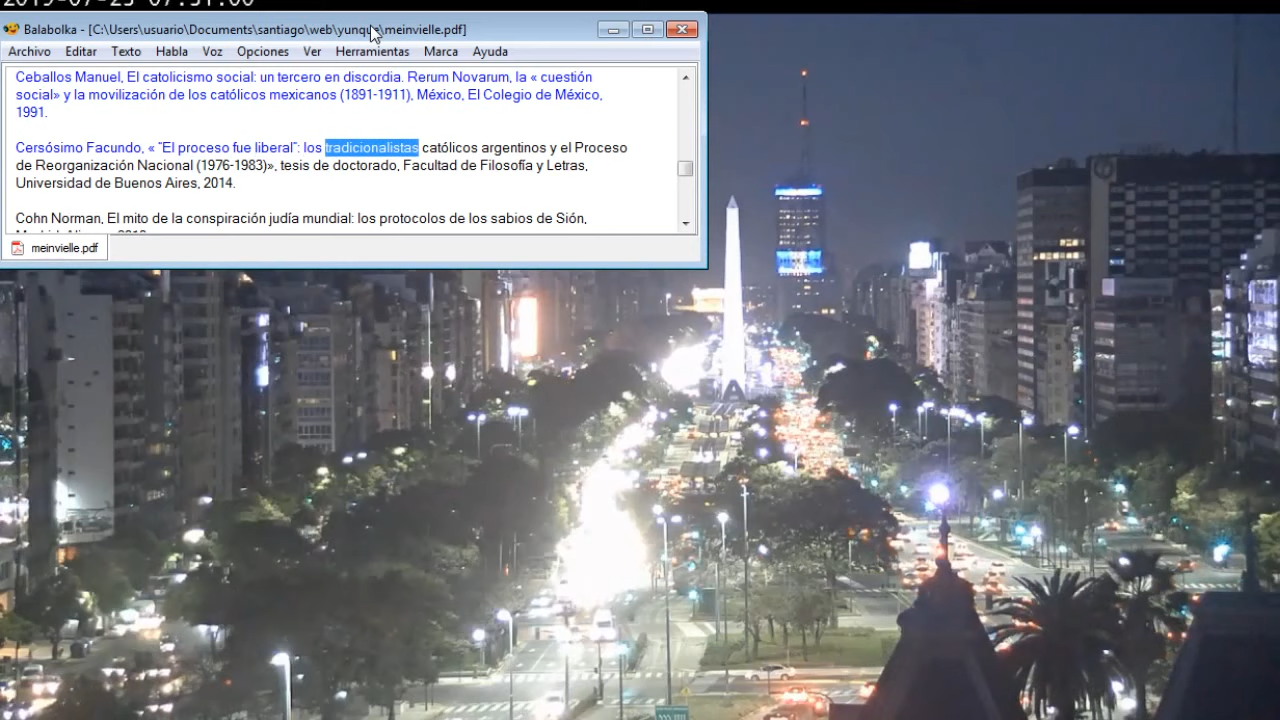 Balabolka - [C:\Users\usuario\Documents\santiago\web\yunque\meinvielle.pdf]
Archivo Editar Texto Habla Voz Opciones Ver Herramientas Marca Ayuda
Ceballos Manuel, El catolicismo social: un tercero en discordia. Rerum Novarum, la « cuestión
social» y la movilización de los católicos mexicanos (1891-1911), México, El Colegio de México,
1991.
Cersósimo Facundo, « “El proceso fue liberal”: los tradicionalistas católicos argentinos y el Proceso
de Reorganización Nacional (1976-1983)», tesis de doctorado, Facultad de Filosofía y Letras,
Universidad de Buenos Aires, 2014.
Cohn Norman, El mito de la conspiración judía mundial: los protocolos de los sabios de Sión,
meinvielle.pdf